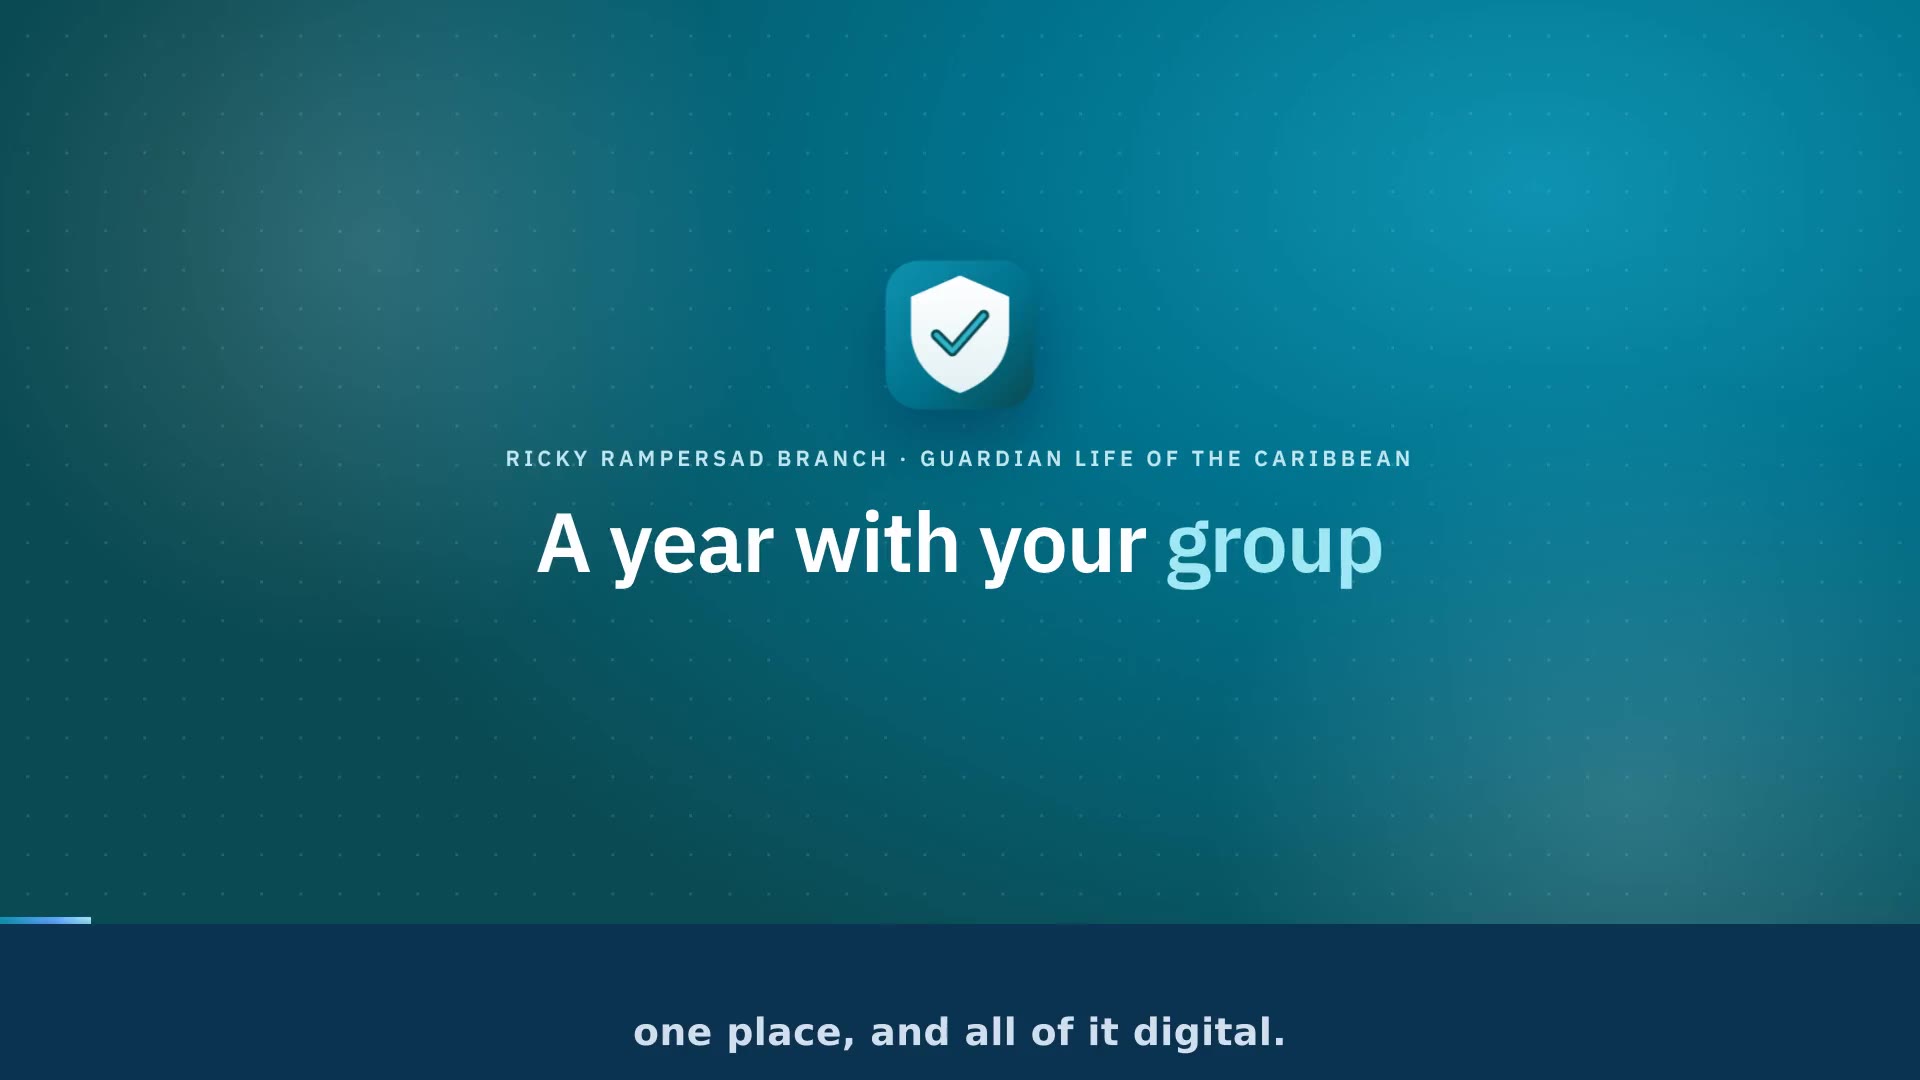 RICKY RAMPERSAD BRANCH · GUARDIAN LIFE OF THE CARIBBEAN
A year with your group
one place, and all of it digital.